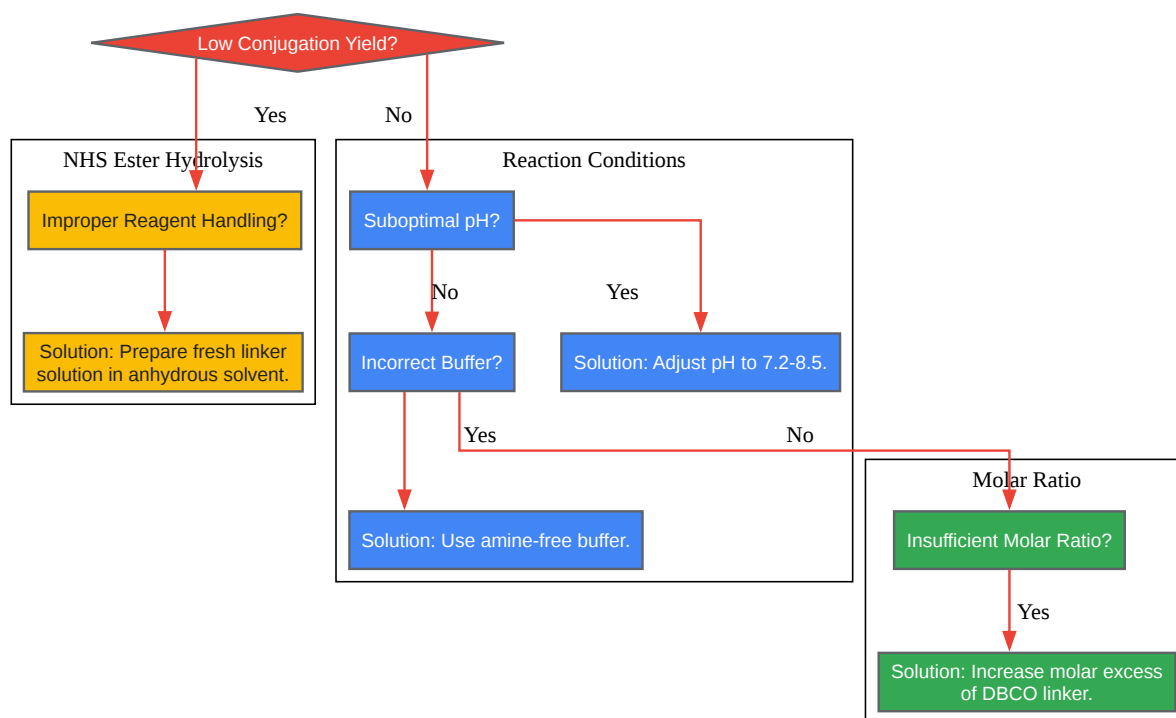 Low Conjugation Yield?
Yes
No
NHS Ester Hydrolysis
Reaction Conditions
Improper Reagent Handling?
Suboptimal pH?
No
Yes
Solution: Prepare fresh linker
solution in anhydrous solvent.
Incorrect Buffer?
Solution: Adjust pH to 7.2-8.5.
Yes
No
Molar Ratio
Solution: Use amine-free buffer.
Insufficient Molar Ratio?
Yes
Solution: Increase molar excess
of DBCO linker.